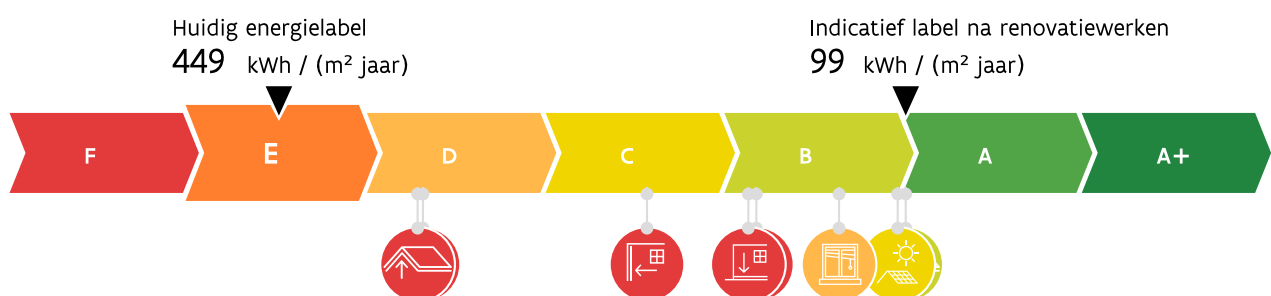 Huidig energielabel
449 kWh / (m² jaar)
Indicatief label na renovatiewerken
99 kWh / (m² jaar)
F E D C B A A+